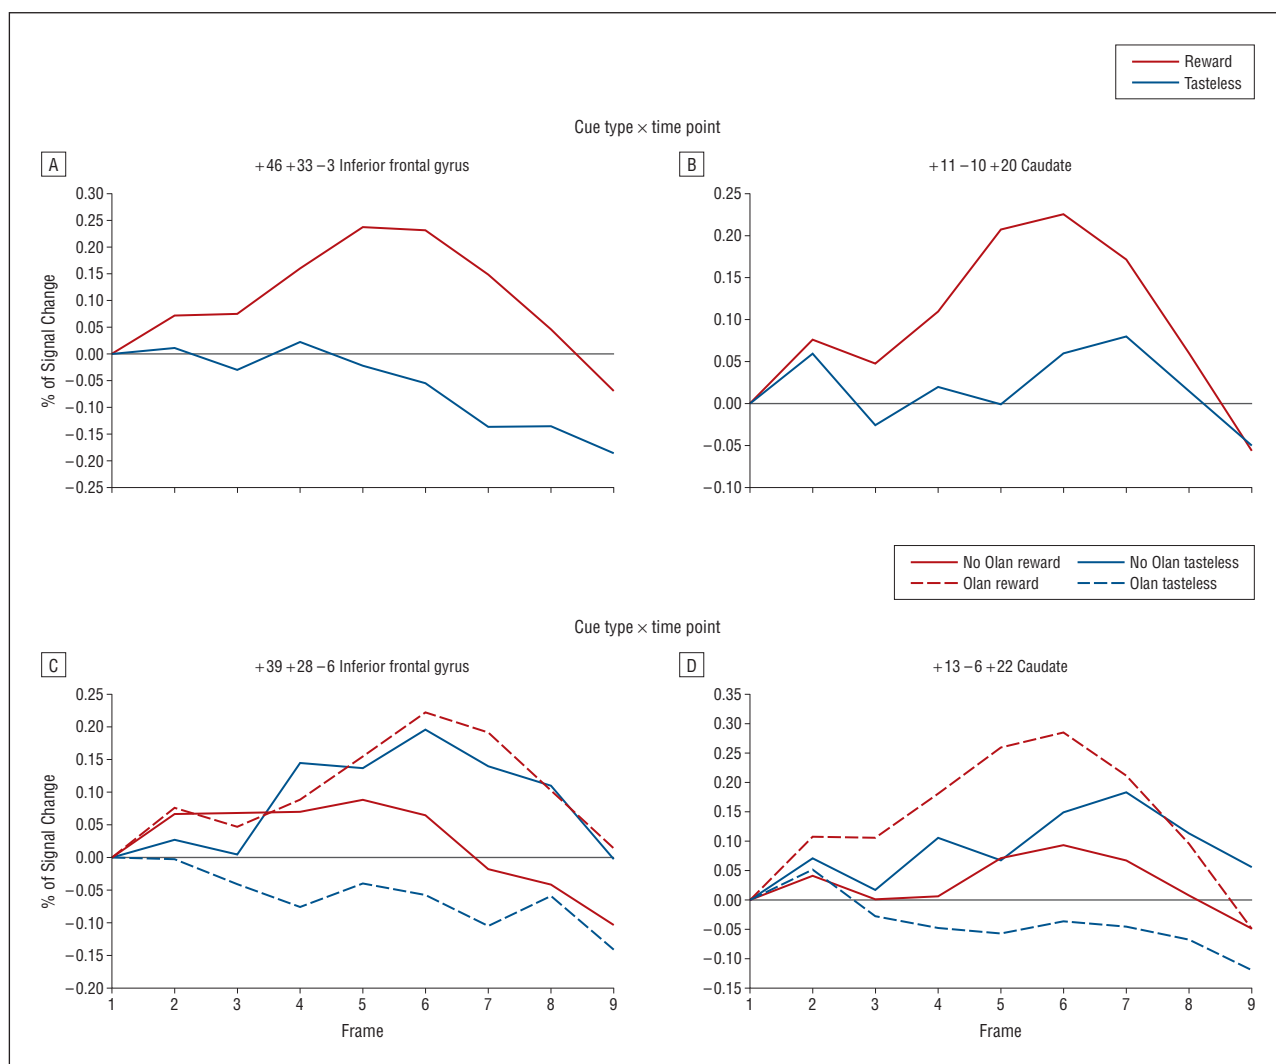 Reward
Tasteless
Cue type × time point
A
+46 +33 −3 Inferior frontal gyrus
0.30
0.25
0.20
0.15
0.10
0.05
0.00
−0.05
−0.10
−0.15
−0.20
−0.25
% of Signal Change
B
+11 −10 +20 Caudate
0.25
0.20
0.15
0.10
0.05
0.00
−0.05
−0.10
No Olan reward No Olan tasteless
Olan reward Olan tasteless
Cue type × time point
C
+39 +28 −6 Inferior frontal gyrus
0.25
0.20
0.15
0.10
0.05
0.00
−0.05
−0.10
−0.15
−0.20
% of Signal Change
1 2 3 4 5 6 7 8 9
Frame
D
+13 −6 +22 Caudate
0.35
0.30
0.25
0.20
0.15
0.10
0.05
0.00
−0.05
−0.10
−0.15
1 2 3 4 5 6 7 8 9
Frame